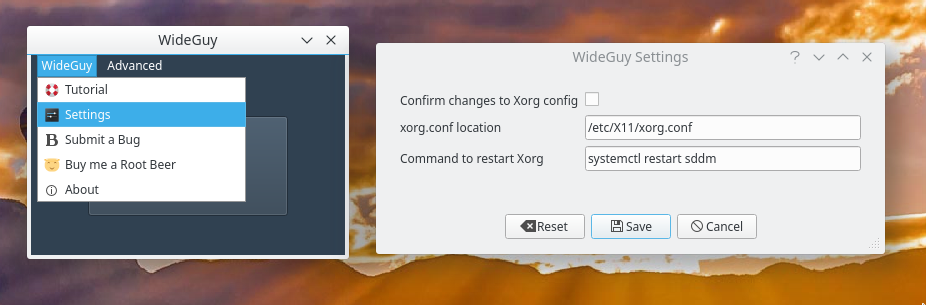 WideGuy
WideGuy Advanced
Tutorial
Settings
Submit a Bug
Buy me a Root Beer
About
WideGuy Settings
Confirm changes to Xorg config
xorg.conf location /etc/X11/xorg.conf
Command to restart Xorg systemctl restart sddm
Reset Save Cancel